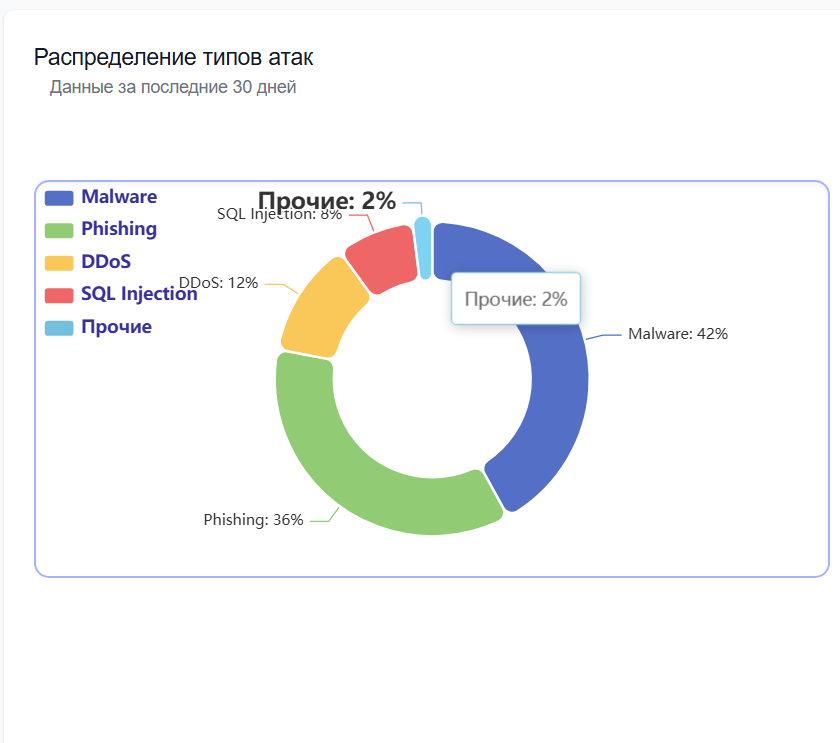 Распределение типов атак
Данные за последние 30 дней
Malware
Phishing
DDoS
SQL Injection
Прочие
Прочие: 2%
SQL Injection: 8%
DDoS: 12%
Прочие: 2%
Malware: 42%
Phishing: 36%